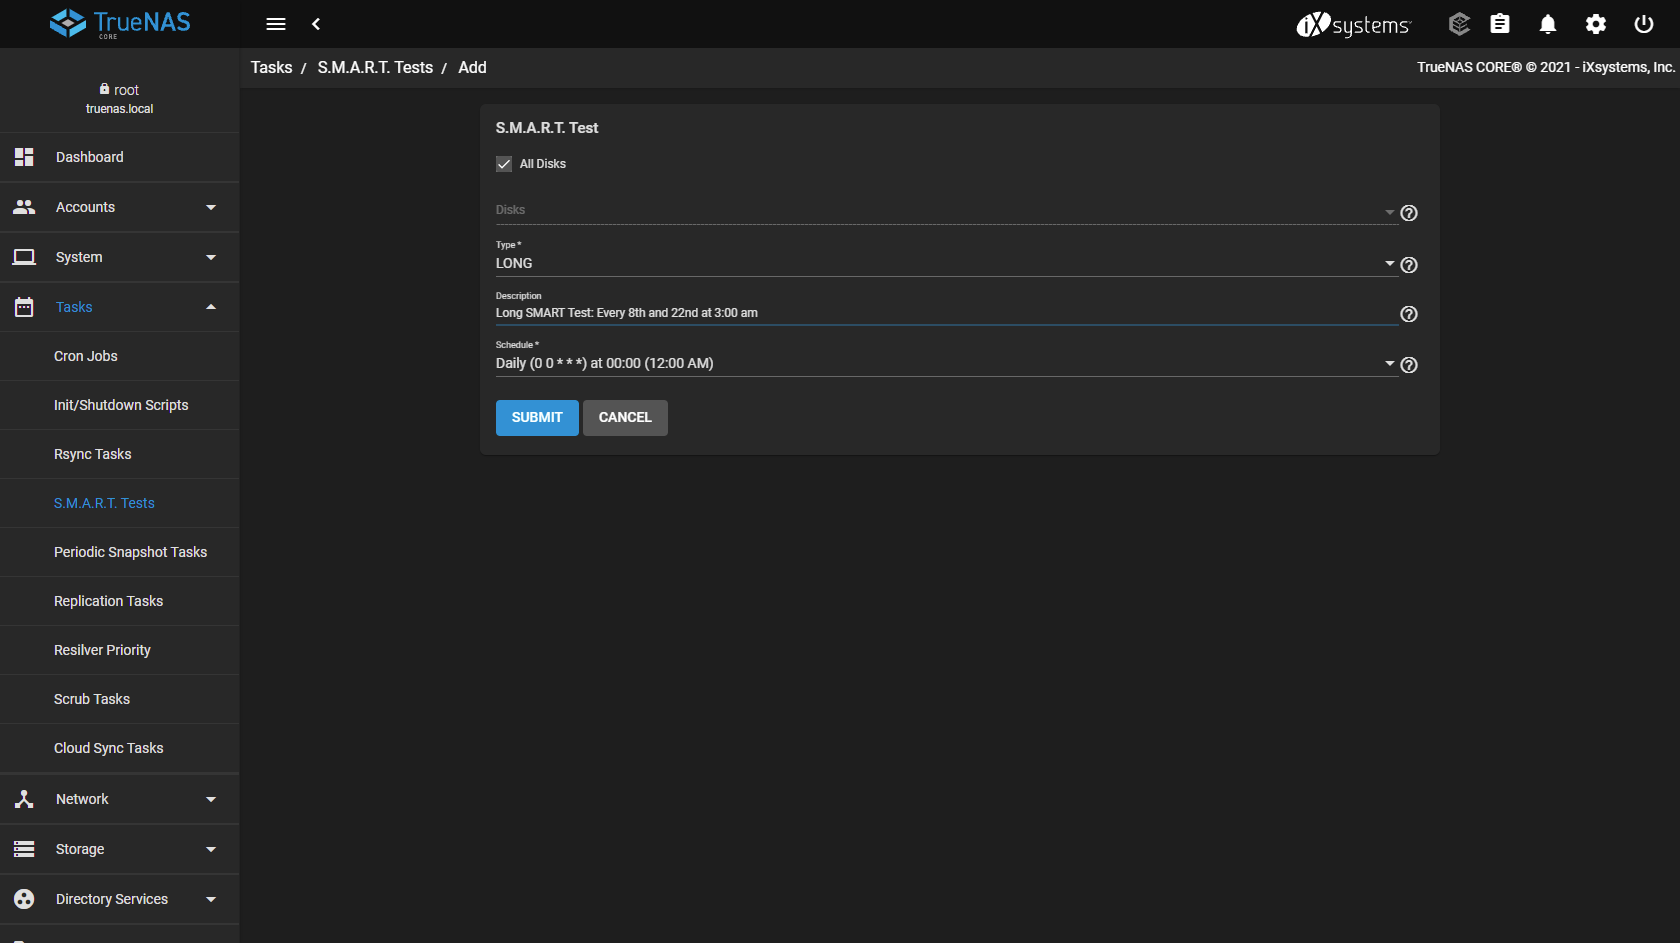 TrueNAS
CORE
iXsystems
Tasks / S.M.A.R.T. Tests / Add
TrueNAS CORE® © 2021 - iXsystems, Inc.
root
truenas.local
Dashboard
Accounts
System
Tasks
Cron Jobs
Init/Shutdown Scripts
Rsync Tasks
S.M.A.R.T. Tests
Periodic Snapshot Tasks
Replication Tasks
Resilver Priority
Scrub Tasks
Cloud Sync Tasks
Network
Storage
Directory Services
S.M.A.R.T. Test
All Disks
Disks
Type *
LONG
Description
Long SMART Test: Every 8th and 22nd at 3:00 am
Schedule *
Daily (0 0 * * *) at 00:00 (12:00 AM)
SUBMIT
CANCEL